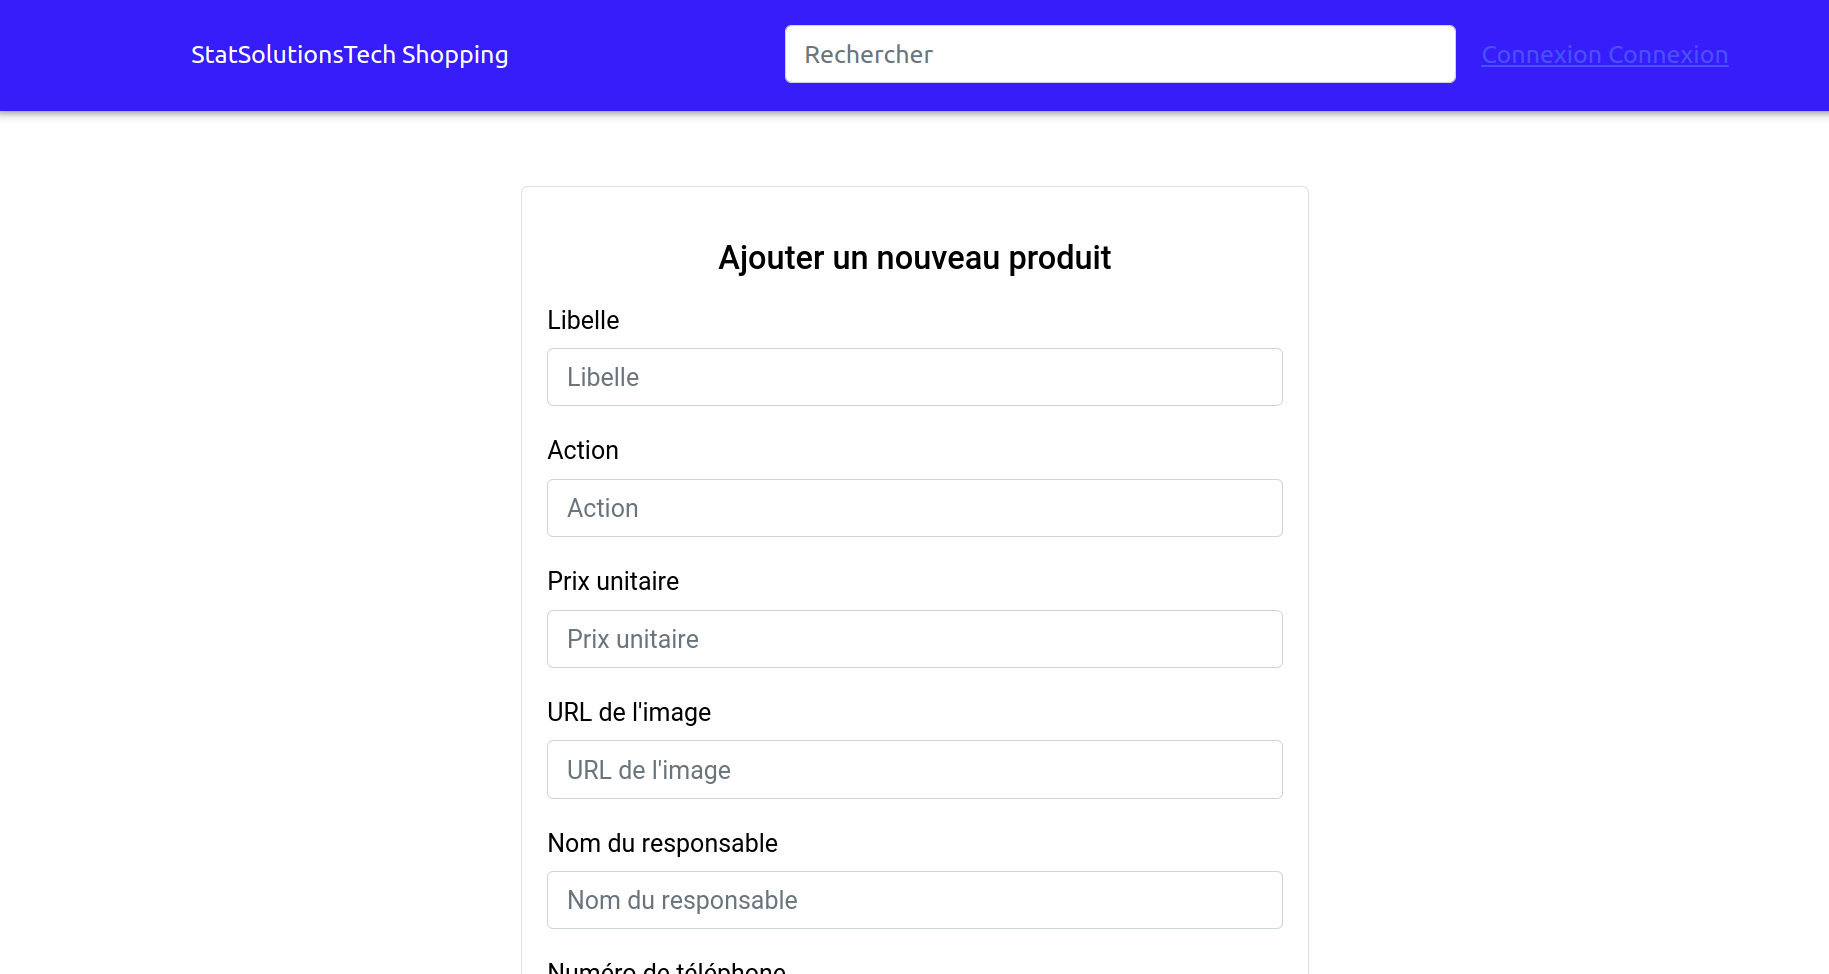 StatSolutionsTech Shopping
Rechercher
Connexion Connexion
Ajouter un nouveau produit
Libelle
Libelle
Action
Action
Prix unitaire
Prix unitaire
URL de l'image
URL de l'image
Nom du responsable
Nom du responsable
Numéro de téléphone